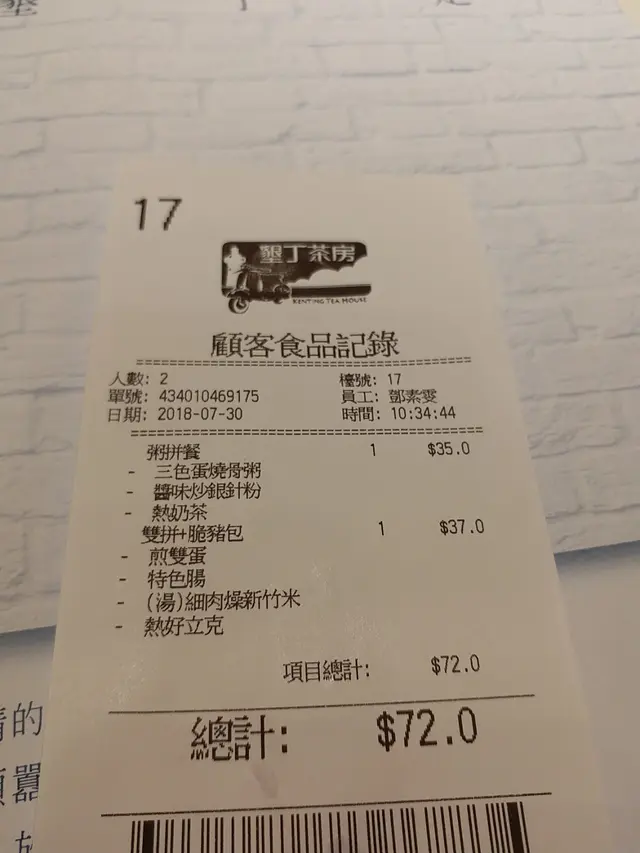 17
墾丁茶房
KENTING TEA HOUSE
顧客食品記錄
人數: 2 檯號: 17
單號: 434010469175 員工: 鄧素雯
日期: 2018-07-30 時間: 10:34:44
粥拼餐 1 $35.0
- 三色蛋燒骨粥
- 醬味炒銀針粉
- 熱奶茶
雙拼+脆豬包 1 $37.0
- 煎雙蛋
- 特色腸
- (湯)細肉燥新竹米
- 熱好立克
項目總計: $72.0
總計: $72.0
的
囂